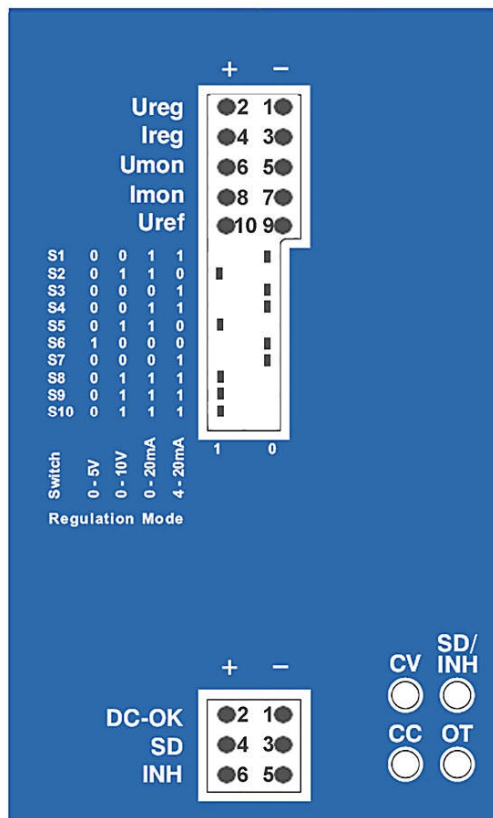 + −
Ureg 2 1
Ireg 4 3
Umon 6 5
Imon 8 7
Uref 10 9
S1 0 0 1 1
S2 0 1 1 0
S3 0 0 0 1
S4 0 0 1 1
S5 0 1 1 0
S6 1 0 0 0
S7 0 0 0 1
S8 0 1 1 1
S9 0 1 1 1
S10 0 1 1 1
1 0
Switch
0 - 5V
0 - 10V
0 - 20mA
4 - 20mA
Regulation Mode
+ −
DC-OK 2 1
SD 4 3
INH 6 5
CV SD/
INH
CC OT